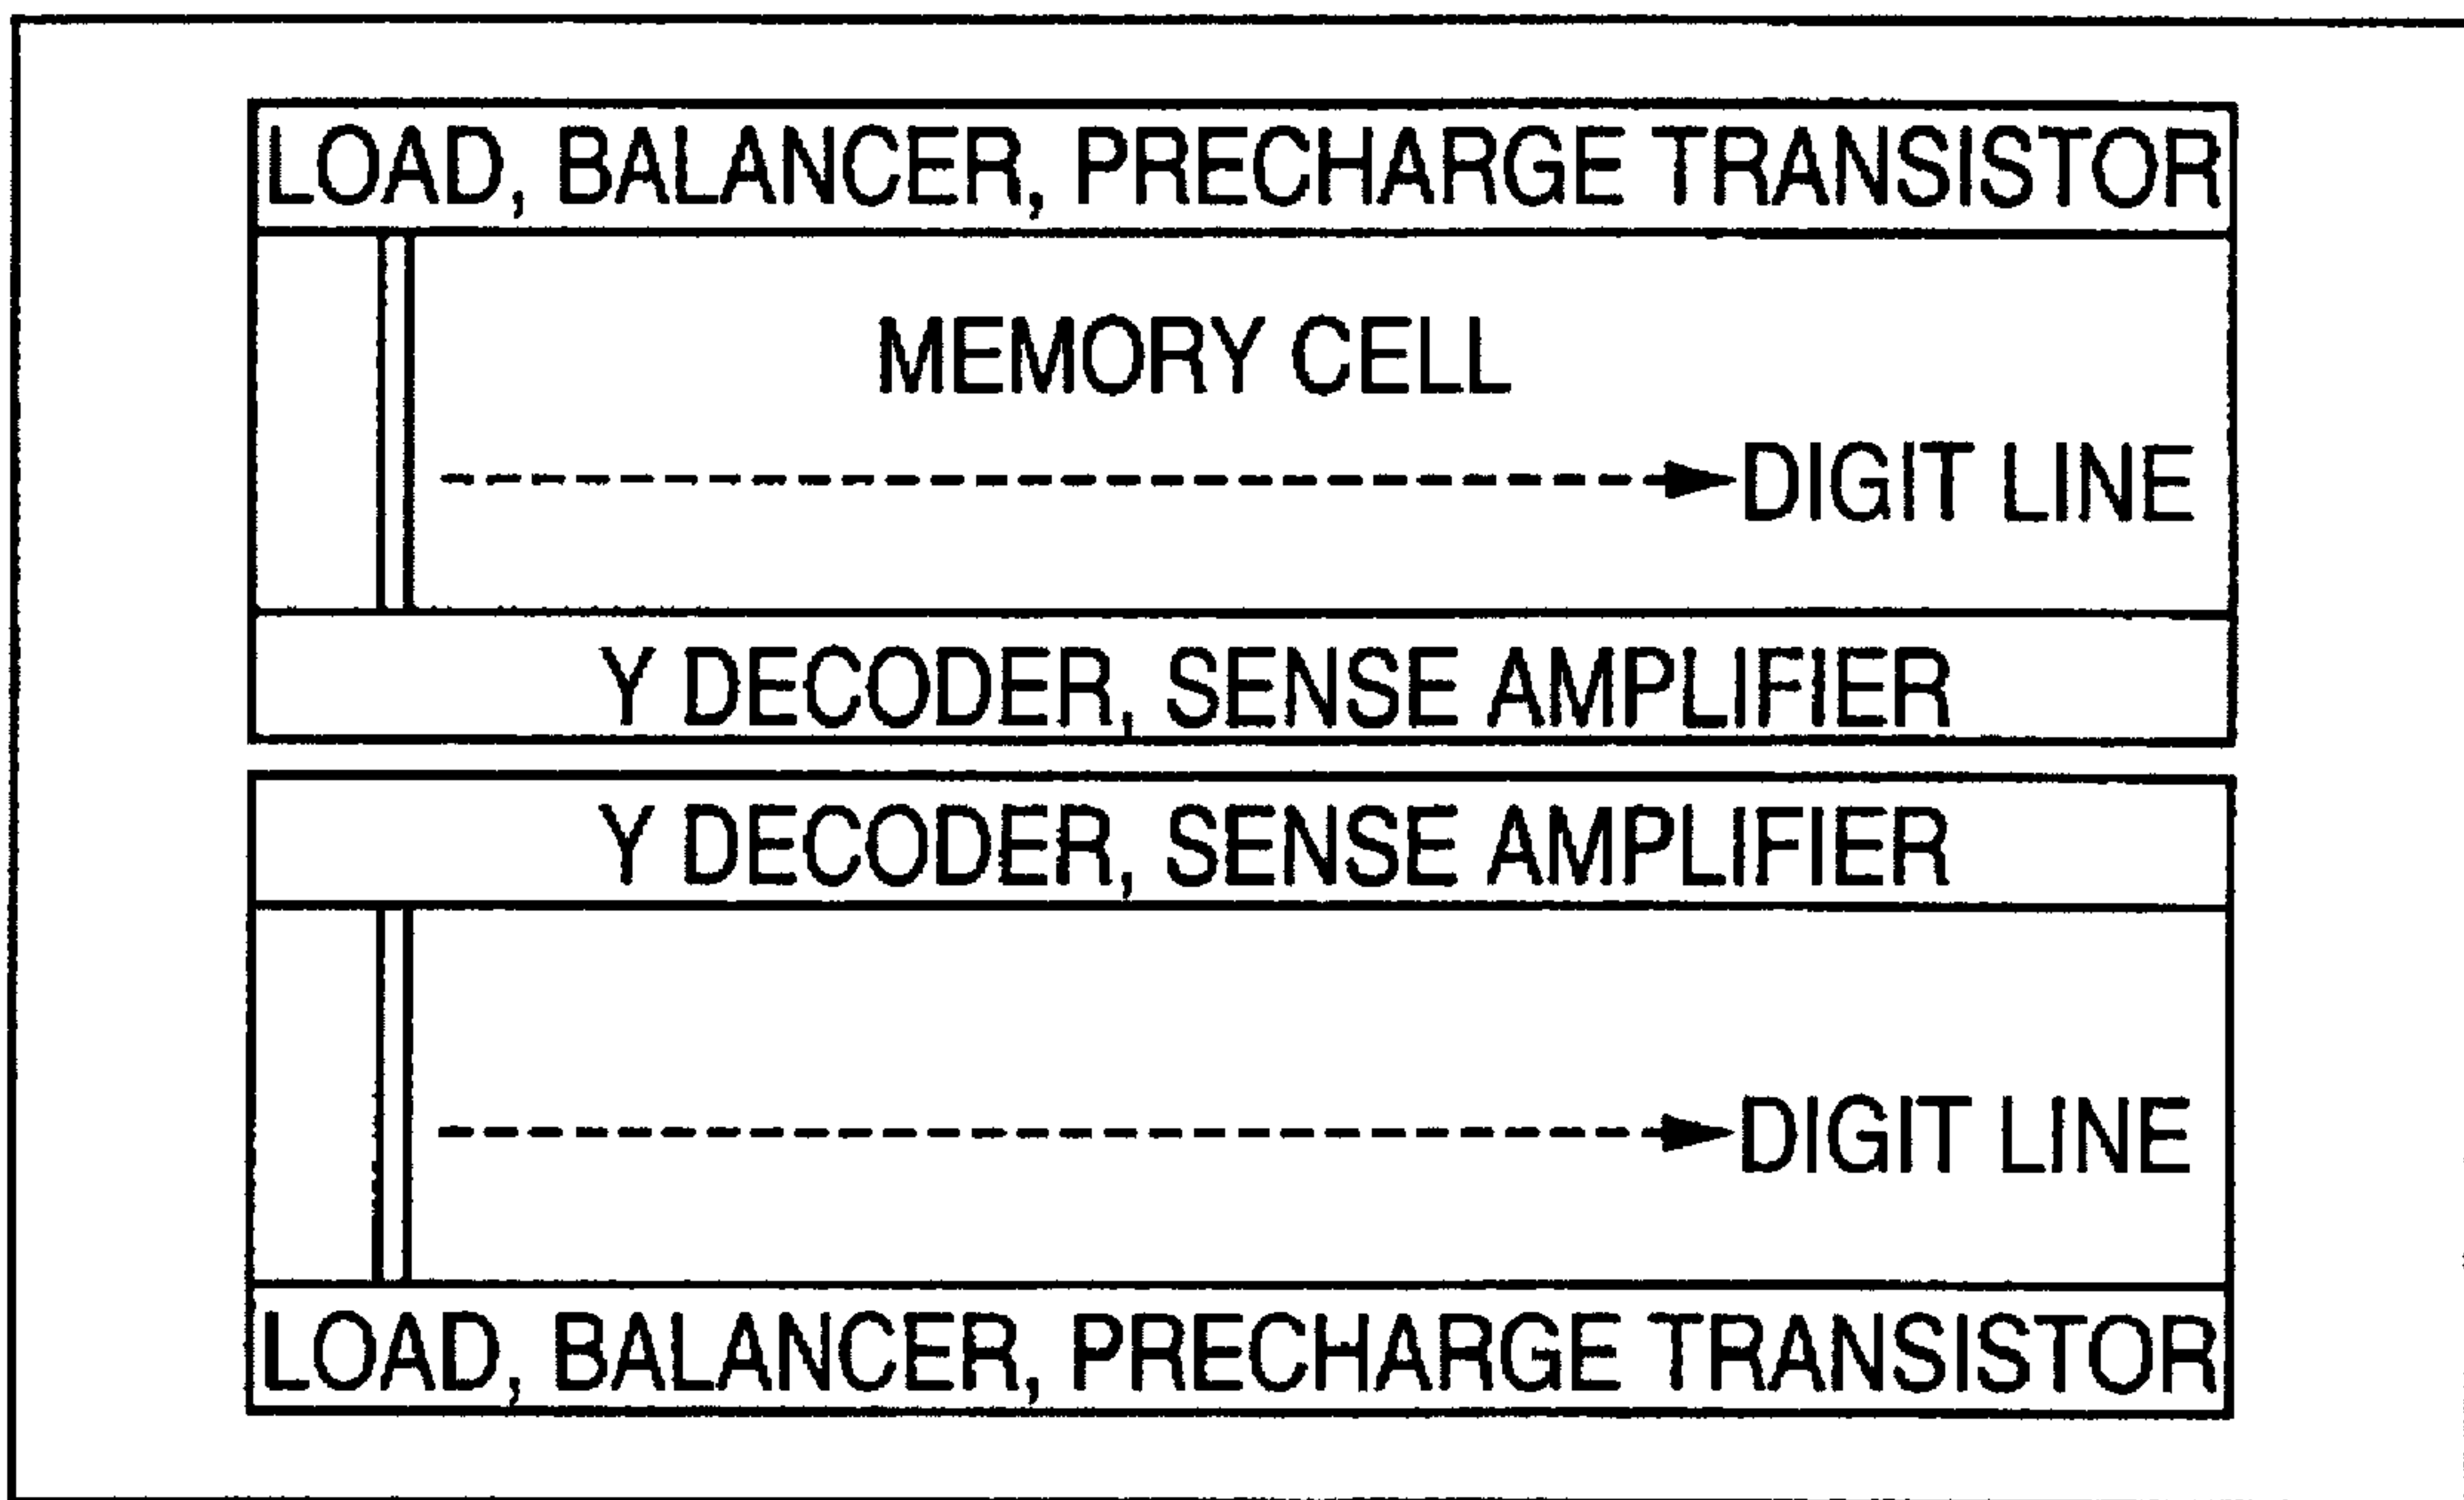 LOAD, BALANCER, PRECHARGE TRANSISTOR
MEMORY CELL
DIGIT LINE
Y DECODER, SENSE AMPLIFIER
Y DECODER, SENSE AMPLIFIER
DIGIT LINE
LOAD, BALANCER, PRECHARGE TRANSISTOR